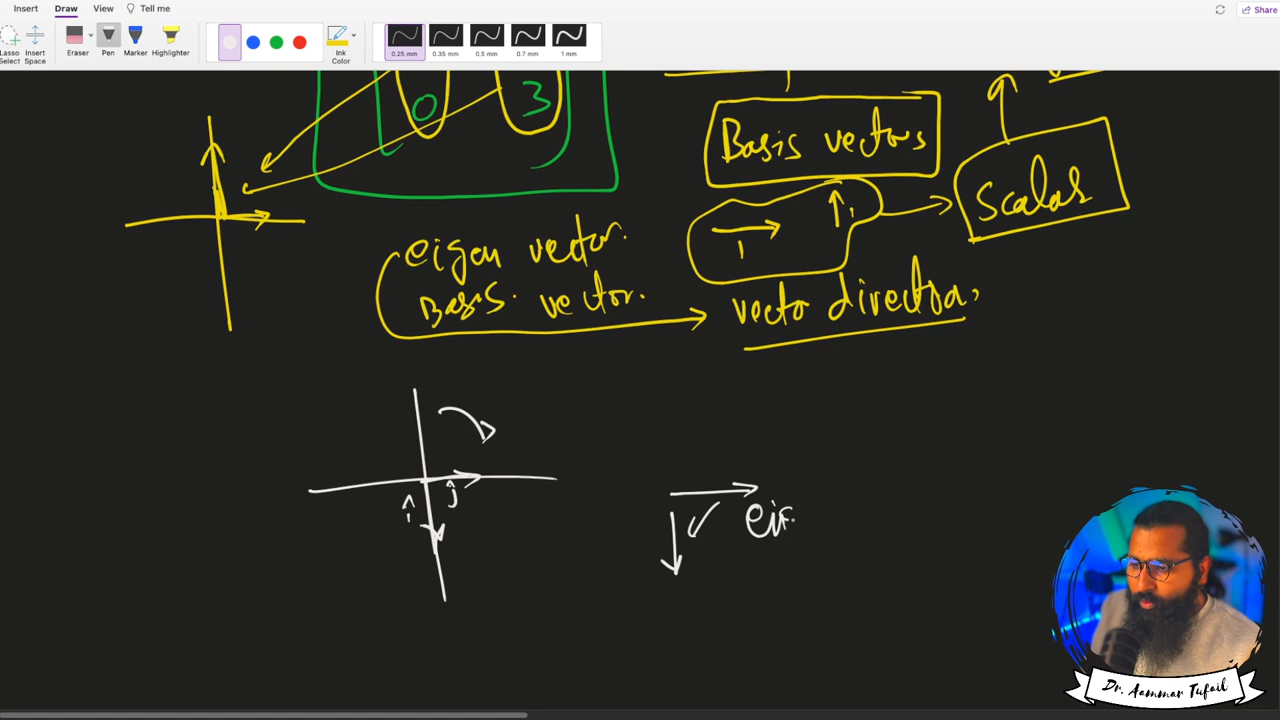 Insert Draw View Tell me
Share
Lasso Select
Insert Space
Eraser
Pen
Marker
Highlighter
Ink Color
0.25 mm
0.35 mm
0.5 mm
0.7 mm
1 mm
0 3
Basis vectors
scalas
1 1
eigen vector.
Basis. vector.
vecto directra,
î ĵ
Dr. Aammar Tufail